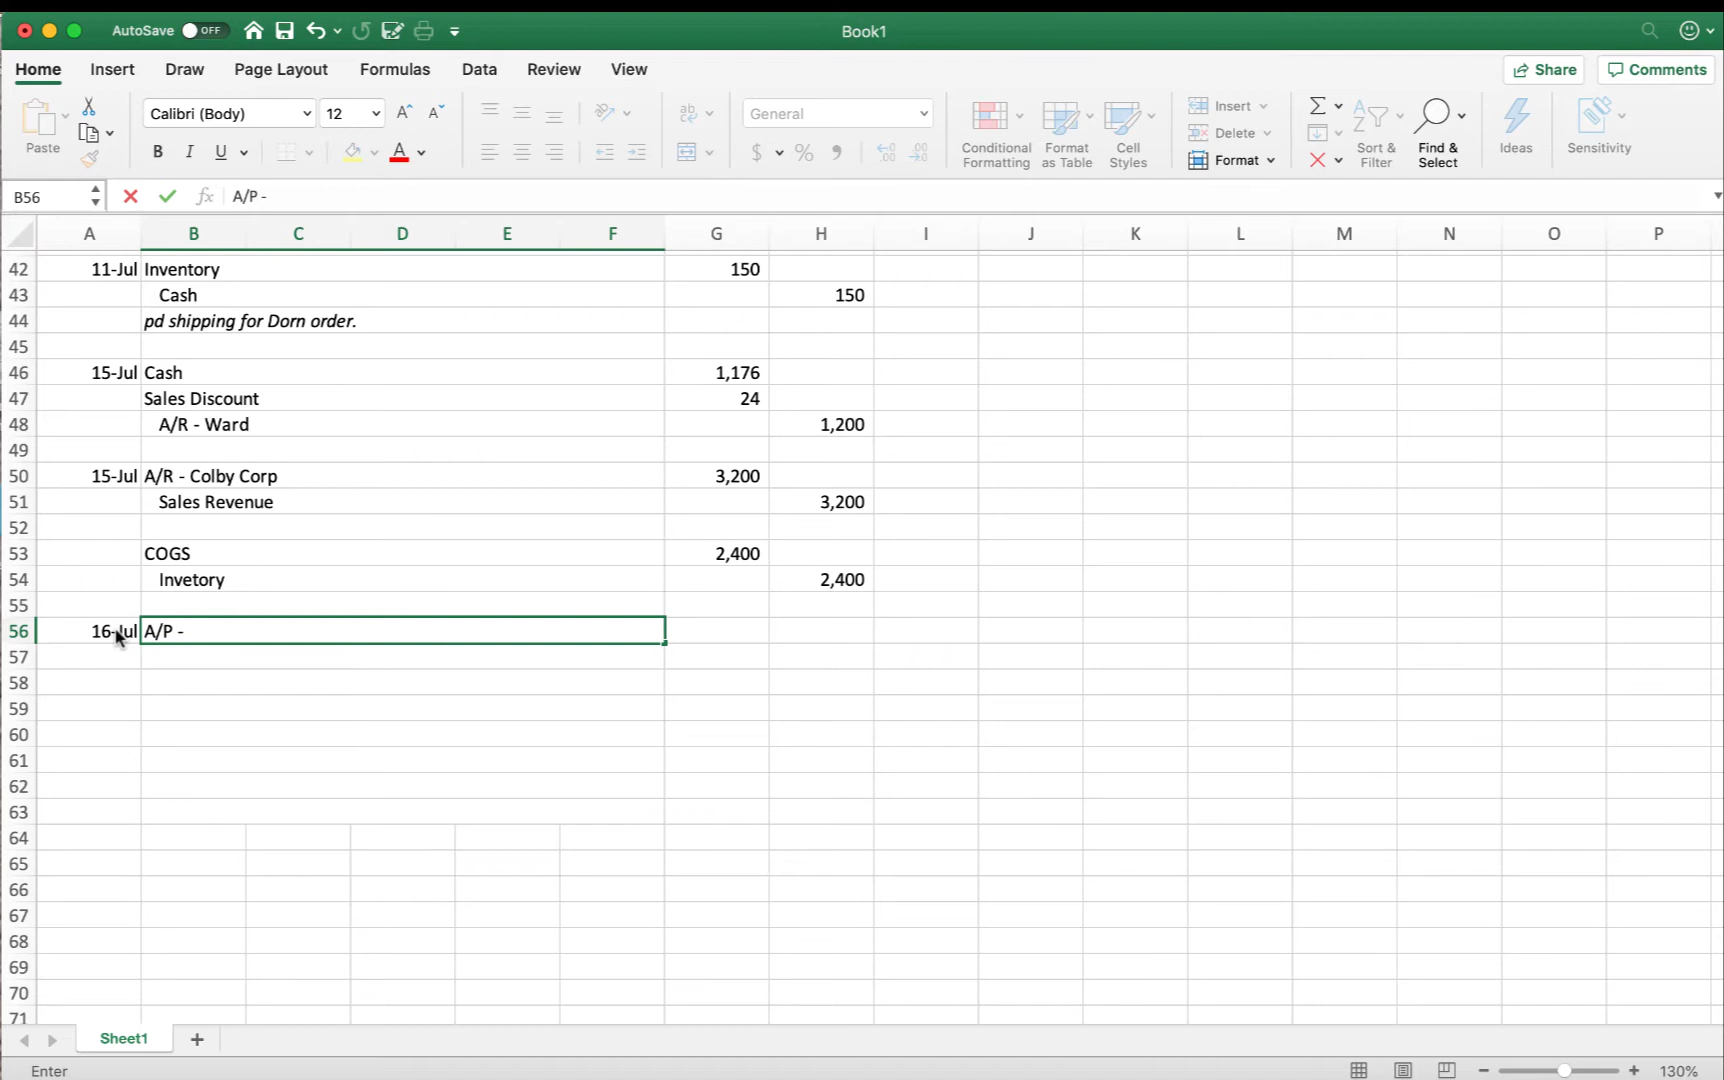 AutoSave OFF Book1
Home Insert Draw Page Layout Formulas Data Review View Share Comments
Paste Calibri (Body) 12 A^ Aˇ ab General Conditional Formatting Format as Table Cell Styles Insert Delete Format Sort & Filter Find & Select Ideas Sensitivity
B I U A $ %
B56 fx A/P -
A B C D E F G H I J K L M N O P
42 11-Jul Inventory 150
43 Cash 150
44 pd shipping for Dorn order.
45
46 15-Jul Cash 1,176
47 Sales Discount 24
48 A/R - Ward 1,200
49
50 15-Jul A/R - Colby Corp 3,200
51 Sales Revenue 3,200
52
53 COGS 2,400
54 Invetory 2,400
55
56 16-Jul A/P -
57
58
59
60
61
62
63
64
65
66
67
68
69
70
71
Sheet1 +
Enter 130%